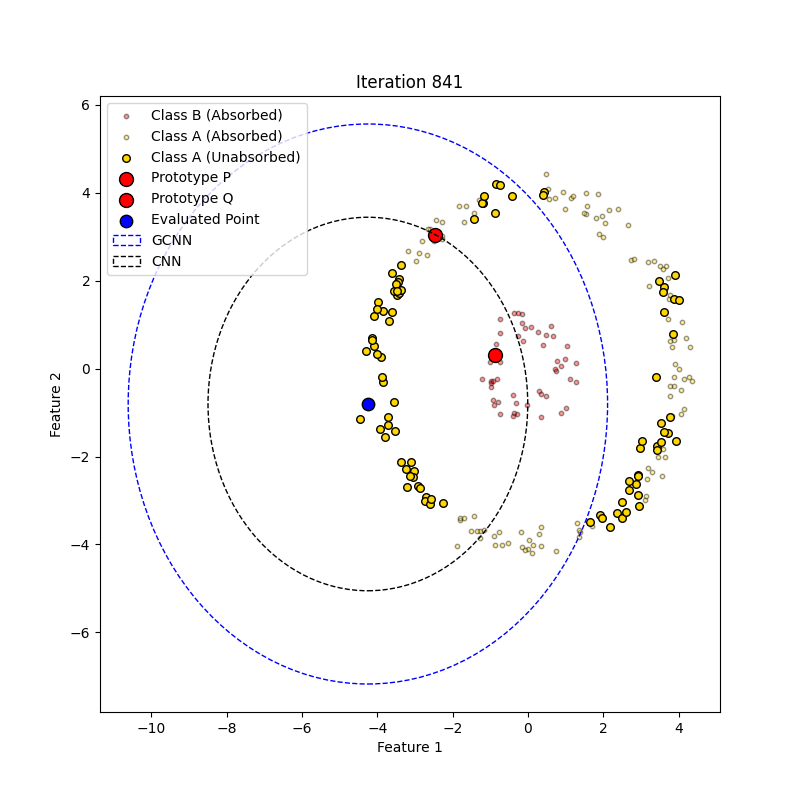 Iteration 841
Class B (Absorbed)
Class A (Absorbed)
Class A (Unabsorbed)
Prototype P
Prototype Q
Evaluated Point
GCNN
CNN
6
4
2
0
−2
−4
−6
Feature 2
−10
−8
−6
−4
−2
0
2
4
Feature 1